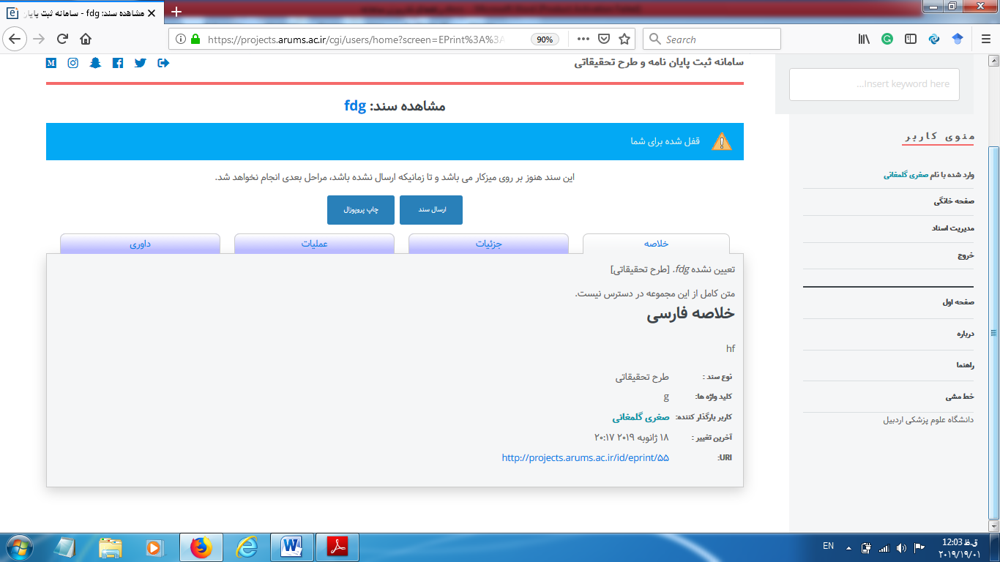 مشاهده سند: fdg - سامانه ثبت پایان
https://projects.arums.ac.ir/cgi/users/home?screen=EPrint%3A%3A
90%
Search
سامانه ثبت پایان نامه و طرح تحقیقاتی
Insert keyword here...
مشاهده سند: fdg
قفل شده برای شما
این سند هنوز بر روی میزکار می باشد و تا زمانیکه ارسال نشده باشد، مراحل بعدی انجام نخواهد شد.
ارسال سند
چاپ پروپوزال
خلاصه
جزئیات
عملیات
داوری
تعیین نشده fdg. [طرح تحقیقاتی]
متن کامل از این مجموعه در دسترس نیست.
خلاصه فارسی
hf
نوع سند : طرح تحقیقاتی
کلید واژه ها: g
کاربر بارگذار کننده: صغری گلمغانی
آخرین تغییر : ۱۸ ژانویه ۲۰۱۹ ۲۰:۱۷
URI: http://projects.arums.ac.ir/id/eprint/۵۵
منوی کاربر
وارد شده با نام صغری گلمغانی
صفحه خانگی
مدیریت اسناد
خروج
صفحه اول
درباره
راهنما
خط مشی
دانشگاه علوم پزشکی اردبیل
EN
12:03 ق.ظ
۲۰۱۹/۱۹/۰۱